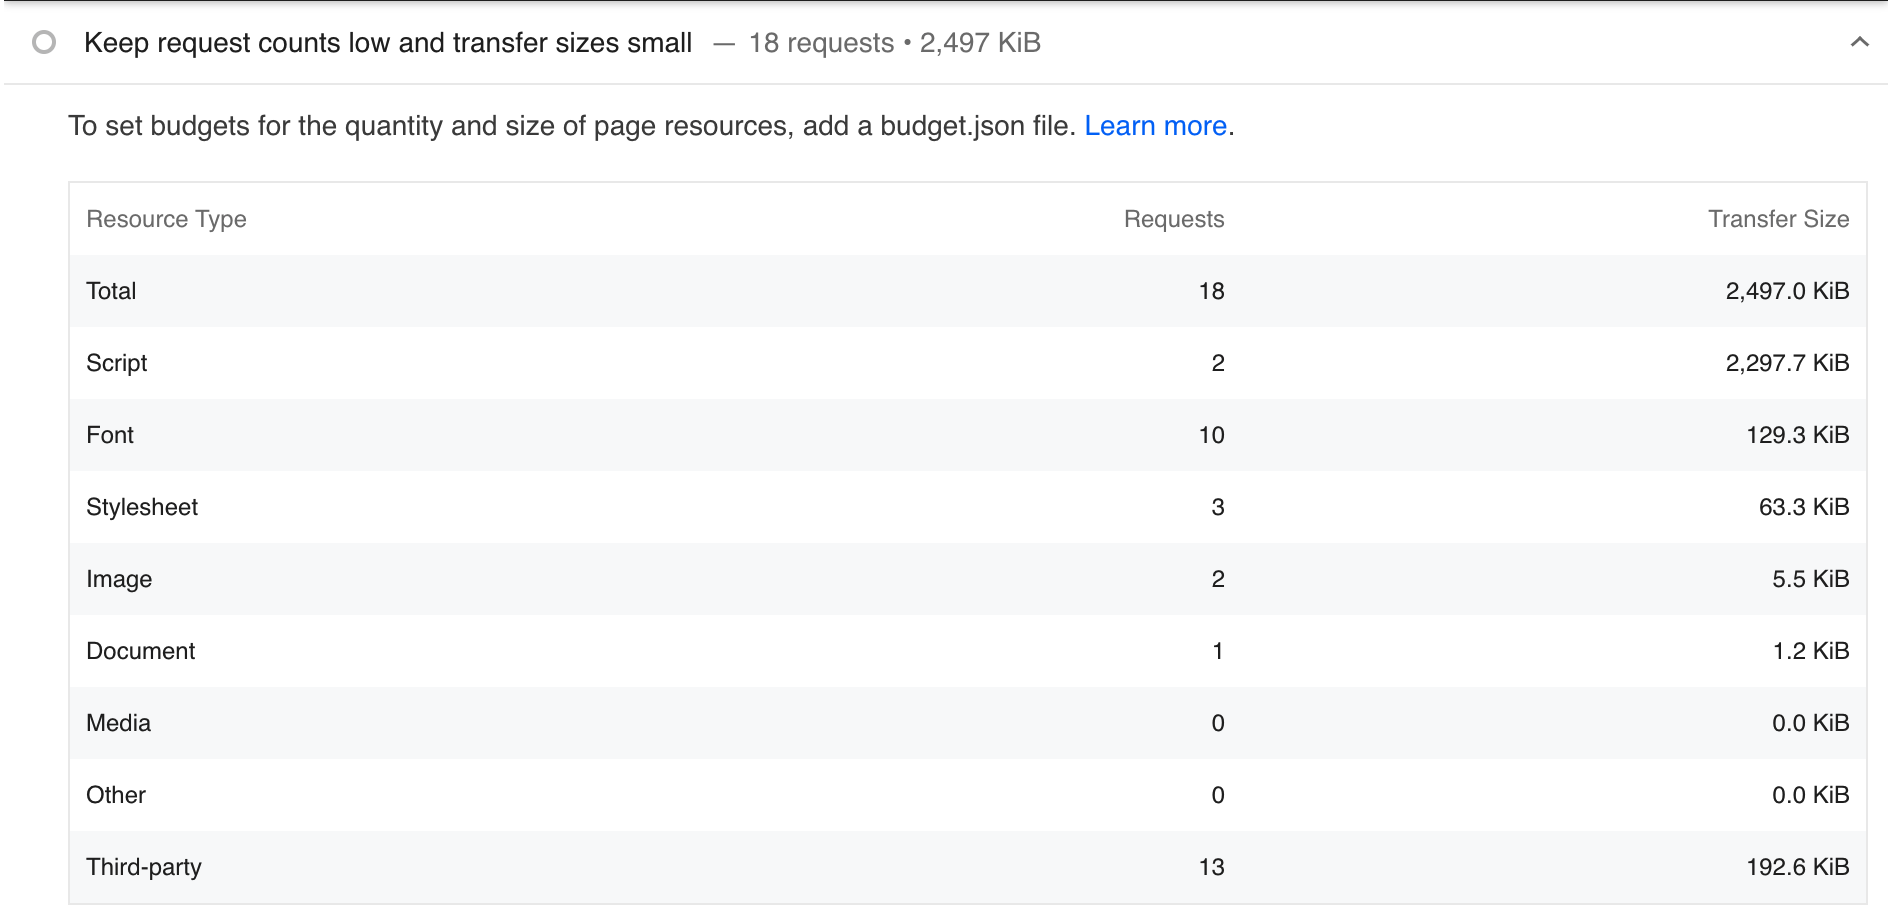 Keep request counts low and transfer sizes small — 18 requests • 2,497 KiB
To set budgets for the quantity and size of page resources, add a budget.json file. Learn more.
Resource Type Requests Transfer Size
Total 18 2,497.0 KiB
Script 2 2,297.7 KiB
Font 10 129.3 KiB
Stylesheet 3 63.3 KiB
Image 2 5.5 KiB
Document 1 1.2 KiB
Media 0 0.0 KiB
Other 0 0.0 KiB
Third-party 13 192.6 KiB